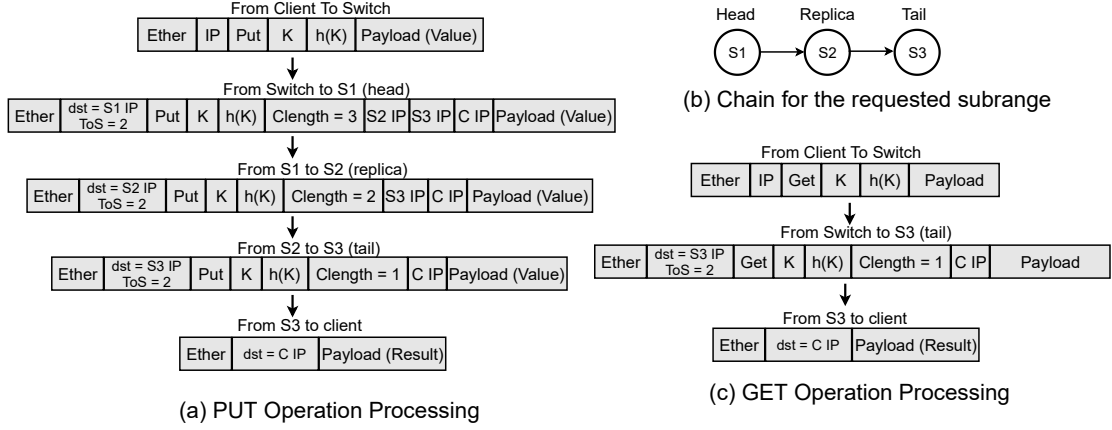 From Client To Switch
Ether IP Put K h(K) Payload (Value)
From Switch to S1 (head)
Ether dst = S1 IP ToS = 2 Put K h(K) Clength = 3 S2 IP S3 IP C IP Payload (Value)
From S1 to S2 (replica)
Ether dst = S2 IP ToS = 2 Put K h(K) Clength = 2 S3 IP C IP Payload (Value)
From S2 to S3 (tail)
Ether dst = S3 IP ToS = 2 Put K h(K) Clength = 1 C IP Payload (Value)
From S3 to client
Ether dst = C IP Payload (Result)
(a) PUT Operation Processing
Head Replica Tail
S1 S2 S3
(b) Chain for the requested subrange
From Client To Switch
Ether IP Get K h(K) Payload
From Switch to S3 (tail)
Ether dst = S3 IP ToS = 2 Get K h(K) Clength = 1 C IP Payload
From S3 to client
Ether dst = C IP Payload (Result)
(c) GET Operation Processing